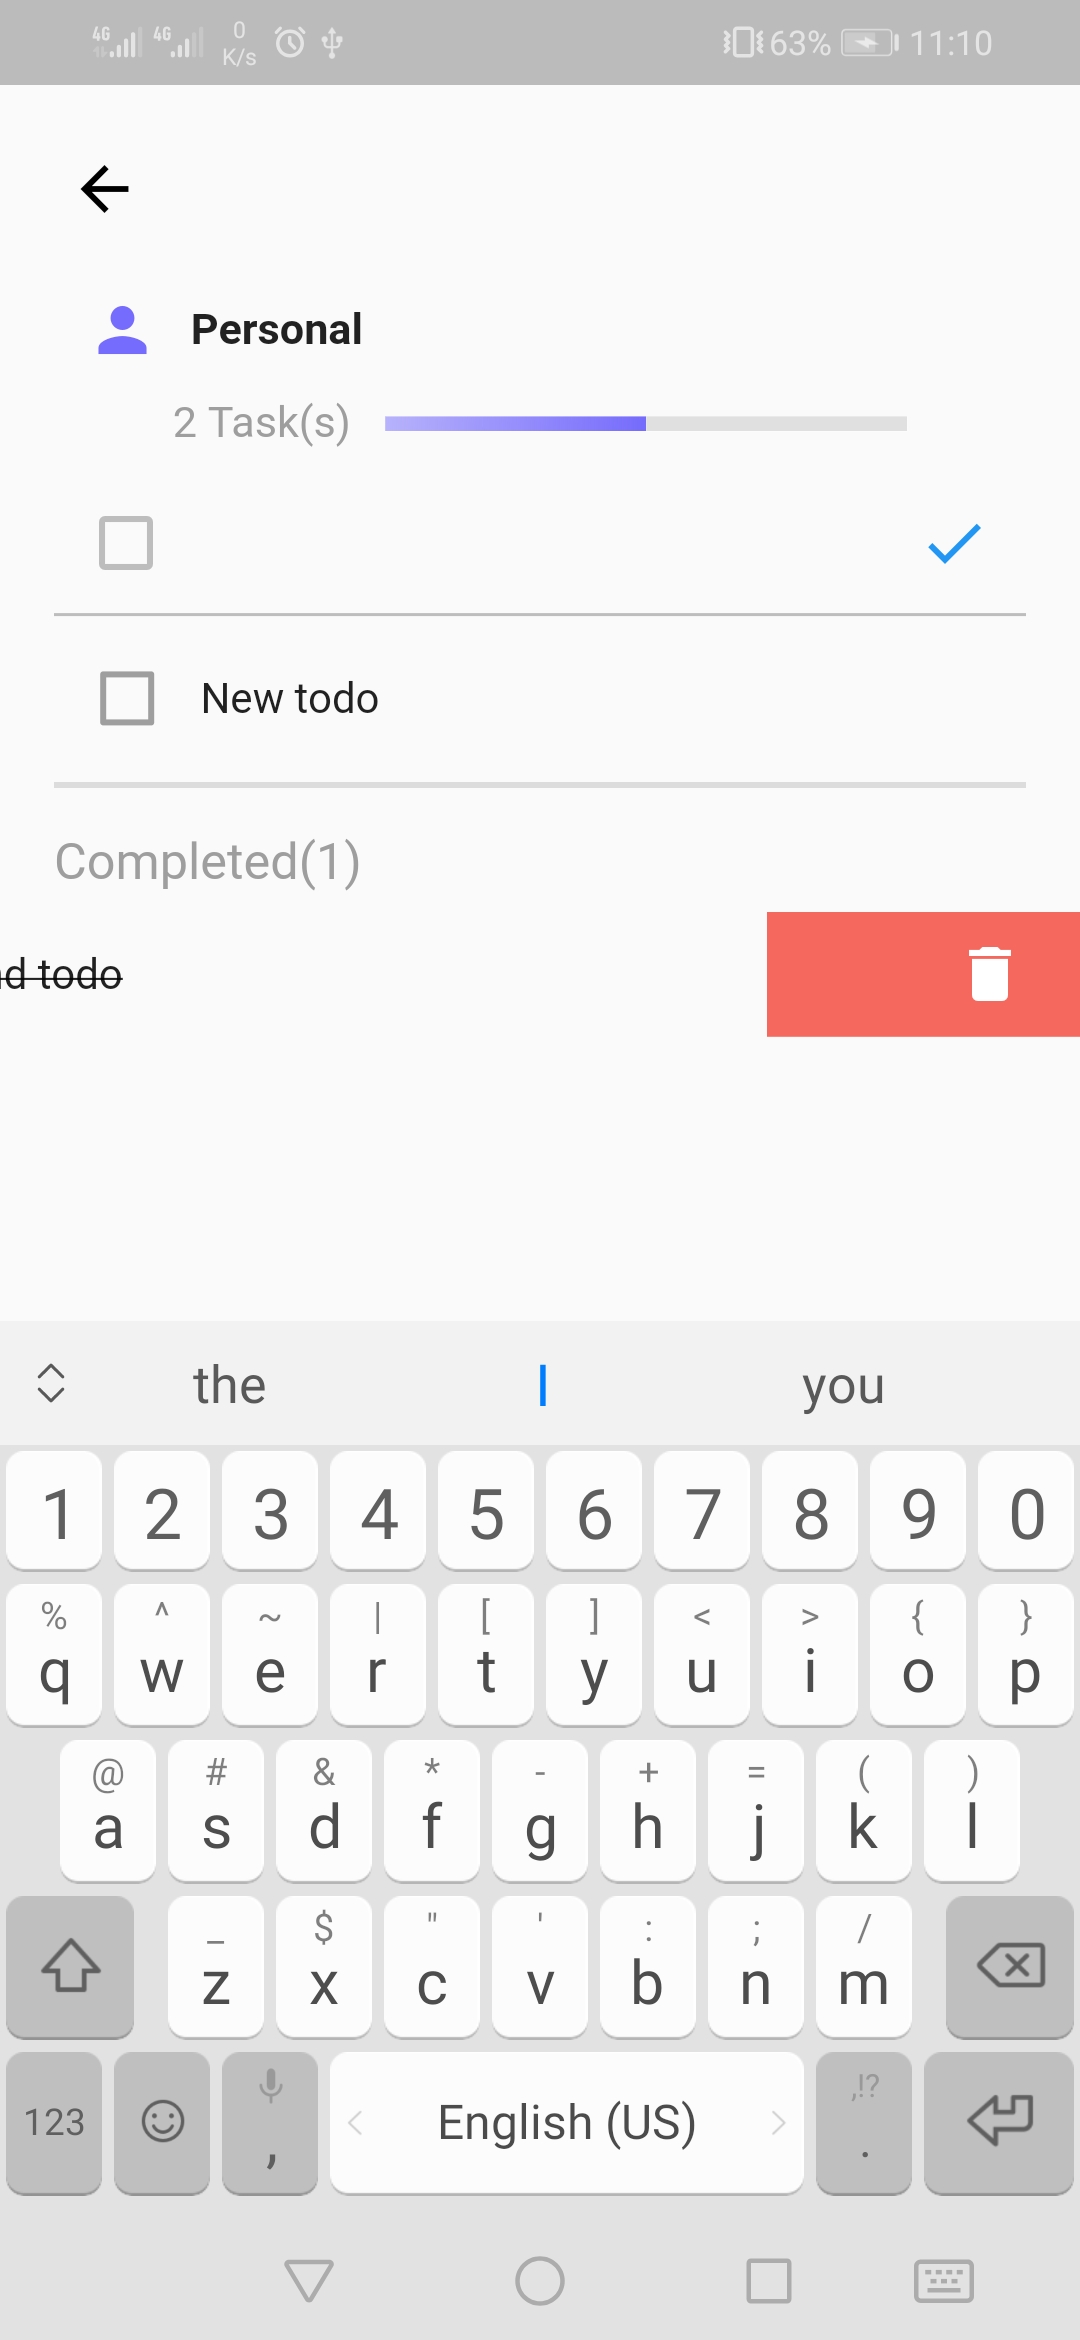 4G 4G 0 K/s 63% 11:10
Personal
2 Task(s)
New todo
Completed(1)
d todo
the I you
1 2 3 4 5 6 7 8 9 0
% ^ ~ | [ ] < > { }
q w e r t y u i o p
@ # & * - + = ( )
a s d f g h j k l
_ $ " ' : ; /
z x c v b n m
,!?
123 , English (US) .